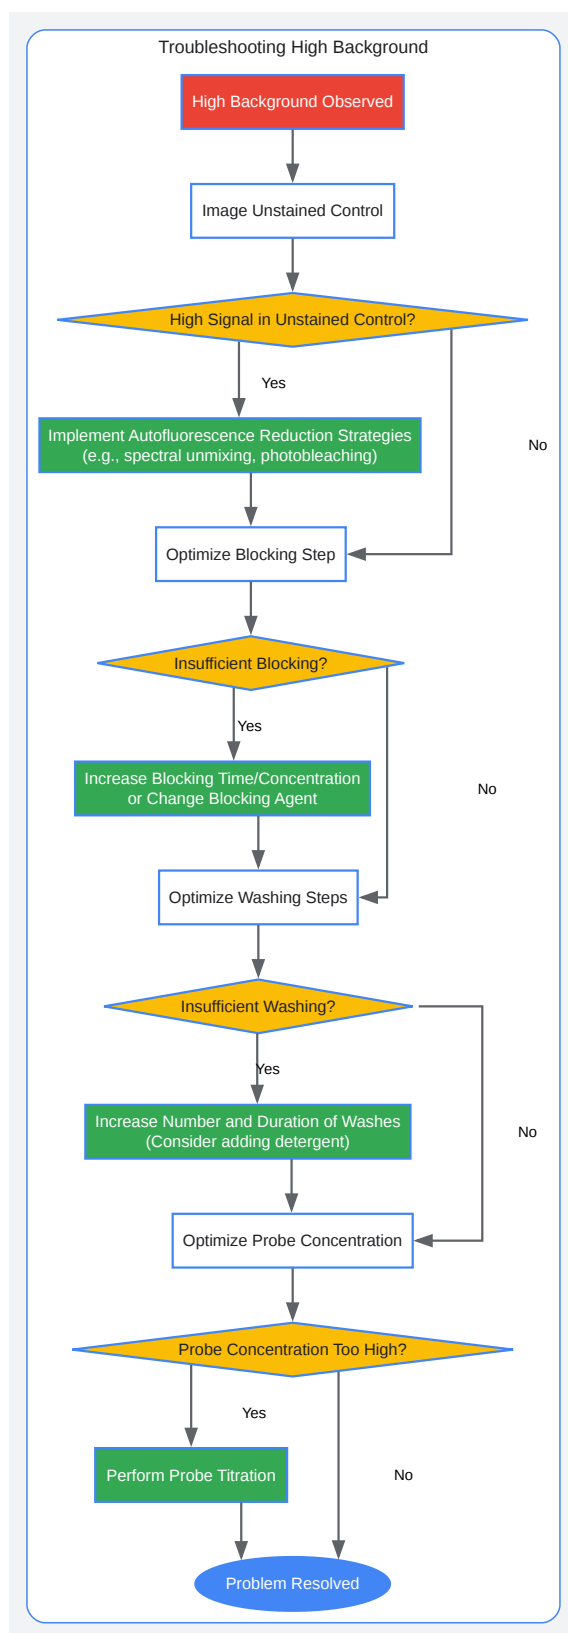 Troubleshooting High Background
High Background Observed
Image Unstained Control
High Signal in Unstained Control?
Yes
Implement Autofluorescence Reduction Strategies
(e.g., spectral unmixing, photobleaching)
No
Optimize Blocking Step
Insufficient Blocking?
Yes
Increase Blocking Time/Concentration
or Change Blocking Agent
No
Optimize Washing Steps
Insufficient Washing?
Yes
Increase Number and Duration of Washes
(Consider adding detergent)
No
Optimize Probe Concentration
Probe Concentration Too High?
Yes
Perform Probe Titration
No
Problem Resolved